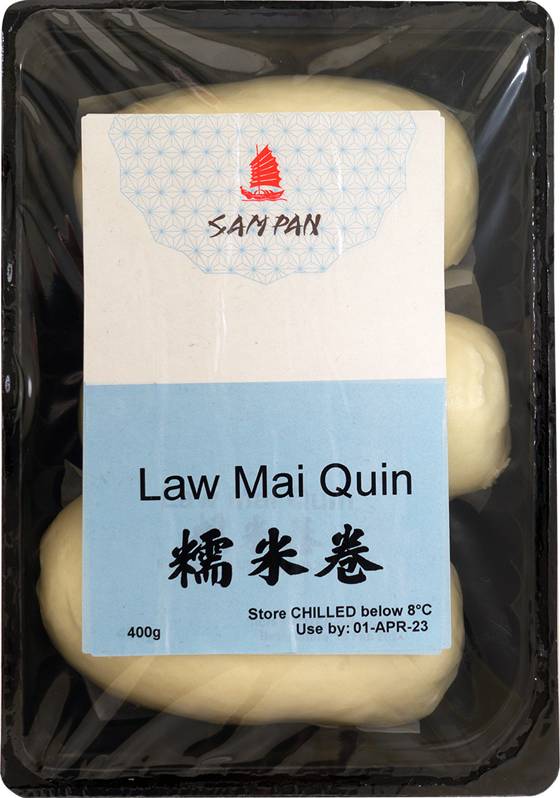 SAMPAN
Law Mai Quin
糯米卷
Store CHILLED below 8°C
400g Use by: 01-APR-23